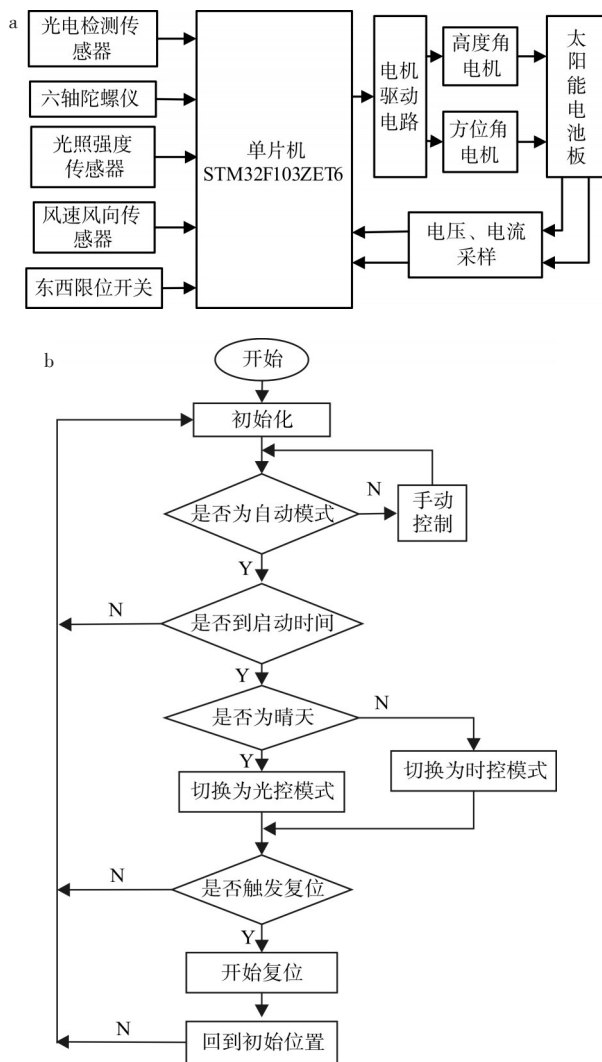 a
光电检测传
感器
六轴陀螺仪
光照强度
传感器
风速风向传
感器
东西限位开关
单片机
STM32F103ZET6
电机
驱动
电路
高度角
电机
方位角
电机
太
阳
能
电
池
板
电压、电流
采样
b
开始
初始化
是否为自动模式
N
手动
控制
Y
是否到启动时间
N
Y
是否为晴天
N
Y
切换为光控模式
切换为时控模式
是否触发复位
N
Y
开始复位
回到初始位置
N